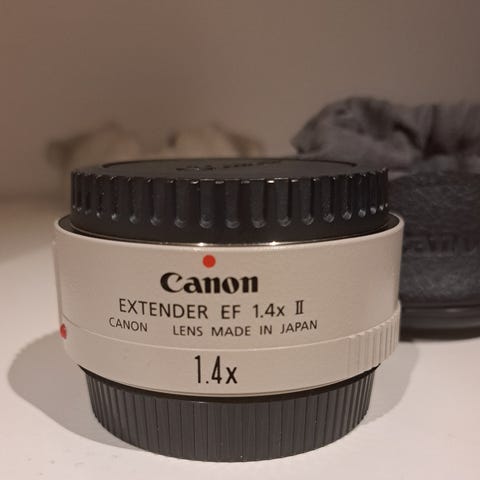 Canon
EXTENDER EF 1.4x II
CANON LENS MADE IN JAPAN
1.4x